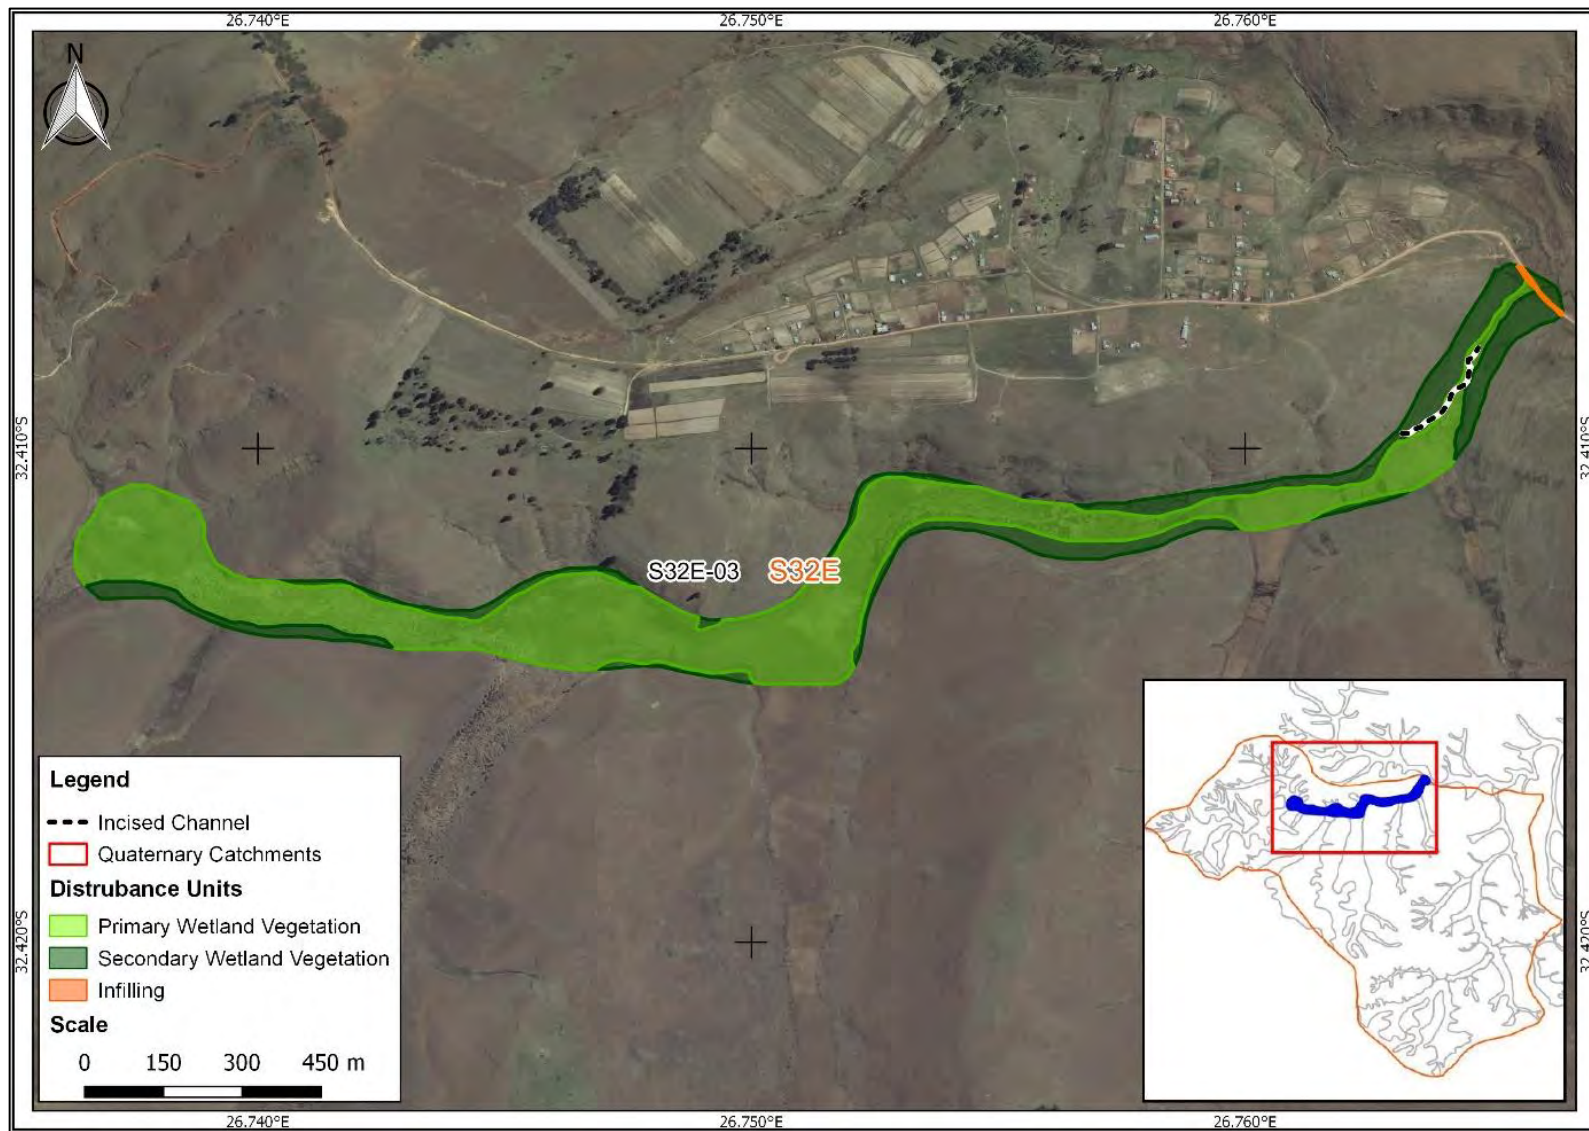 26.740°E 26.750°E 26.760°E
N
32.410°S 32.410°S
S32E-03 S32E
Legend
Incised Channel
Quaternary Catchments
Distrubance Units
Primary Wetland Vegetation
Secondary Wetland Vegetation
Infilling
Scale
0 150 300 450 m
32.420°S 32.420°S
26.740°E 26.750°E 26.760°E